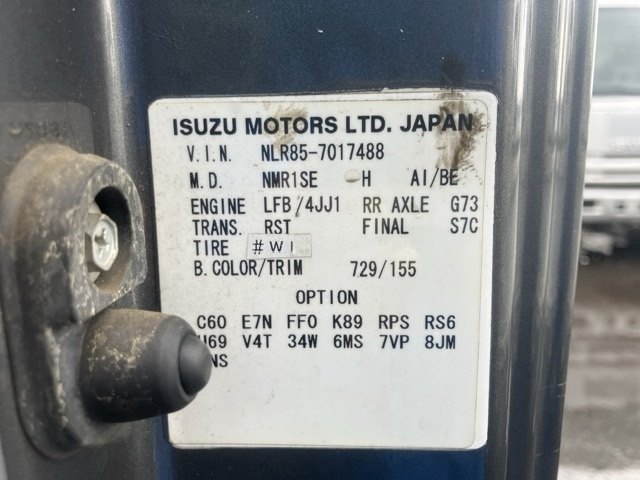 ISUZU MOTORS LTD. JAPAN
V.I.N. NLR85-7017488
M.D. NMR1SE -H AI/BE
ENGINE LFB/4JJ1 RR AXLE G73
TRANS. RST FINAL S7C
TIRE #W1
B.COLOR/TRIM 729/155
OPTION
C60 E7N FF0 K89 RPS RS6
V4T 34W 6MS 7VP 8JM